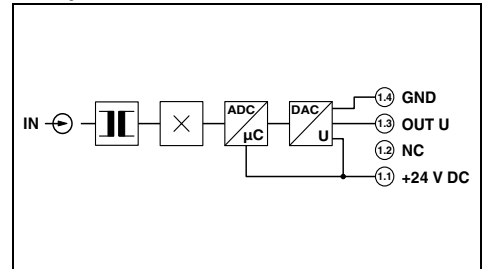 IN
ADC
µC
DAC
U
1.4 GND
1.3 OUT U
1.2 NC
1.1 +24 V DC